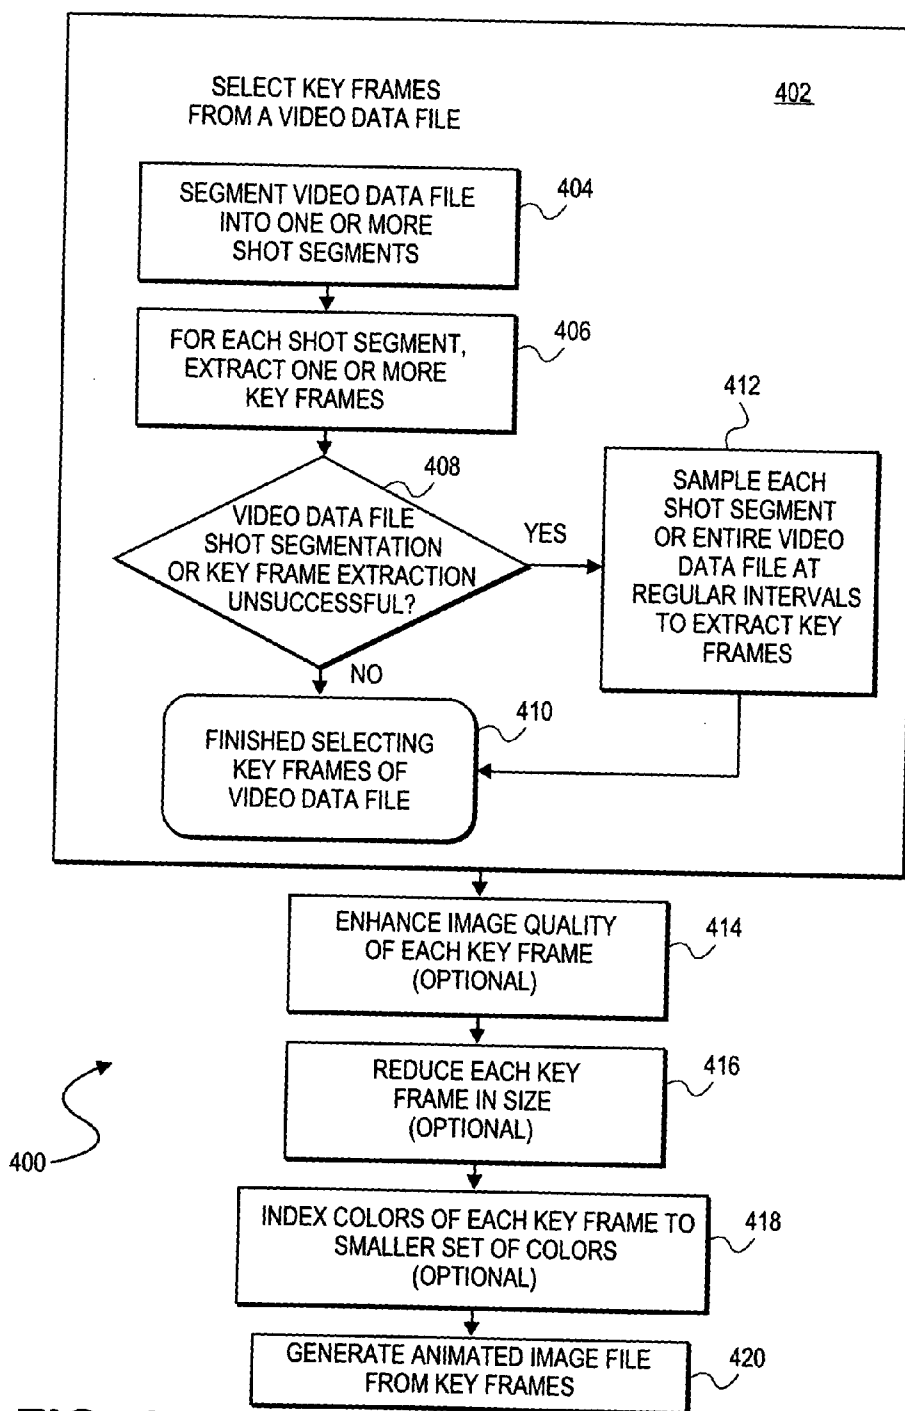 SELECT KEY FRAMES
FROM A VIDEO DATA FILE
402
SEGMENT VIDEO DATA FILE
INTO ONE OR MORE
SHOT SEGMENTS
404
FOR EACH SHOT SEGMENT,
EXTRACT ONE OR MORE
KEY FRAMES
406
408
VIDEO DATA FILE
SHOT SEGMENTATION
OR KEY FRAME EXTRACTION
UNSUCCESSFUL?
YES
NO
412
SAMPLE EACH
SHOT SEGMENT
OR ENTIRE VIDEO
DATA FILE AT
REGULAR INTERVALS
TO EXTRACT KEY
FRAMES
410
FINISHED SELECTING
KEY FRAMES OF
VIDEO DATA FILE
ENHANCE IMAGE QUALITY
OF EACH KEY FRAME
(OPTIONAL)
414
REDUCE EACH KEY
FRAME IN SIZE
(OPTIONAL)
416
400
INDEX COLORS OF EACH KEY FRAME TO
SMALLER SET OF COLORS
(OPTIONAL)
418
GENERATE ANIMATED IMAGE FILE
FROM KEY FRAMES
420